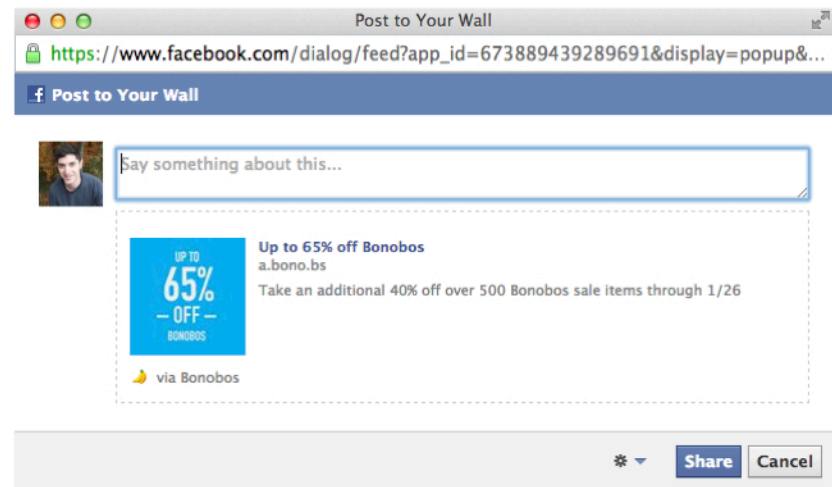 Post to Your Wall
https://www.facebook.com/dialog/feed?app_id=673889439289691&display=popup&...
f Post to Your Wall
Say something about this...
UP TO
65%
– OFF –
BONOBOS
Up to 65% off Bonobos
a.bono.bs
Take an additional 40% off over 500 Bonobos sale items through 1/26
via Bonobos
Share Cancel